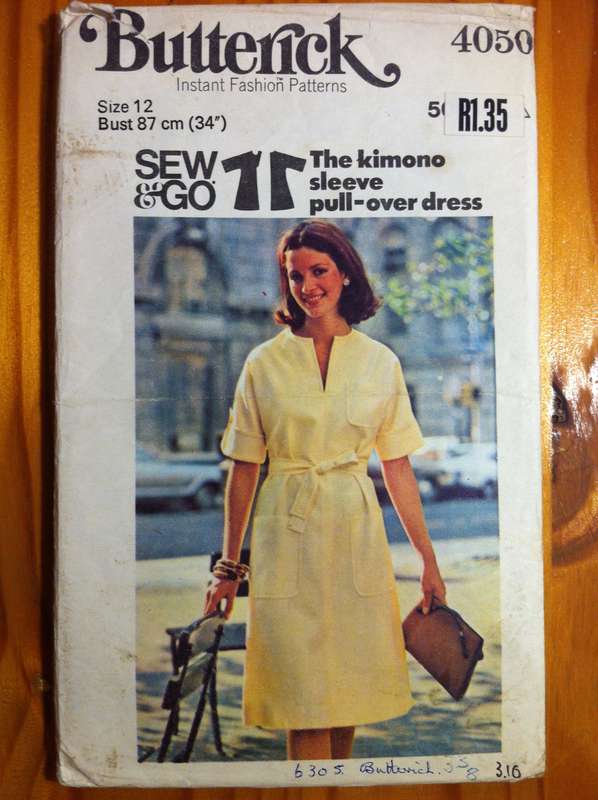 Butterick 4050
Instant Fashion™ Patterns
Size 12
Bust 87 cm (34")
R1.35
SEW
& GO
The kimono
sleeve
pull-over dress
6305. Butterick. 3.16